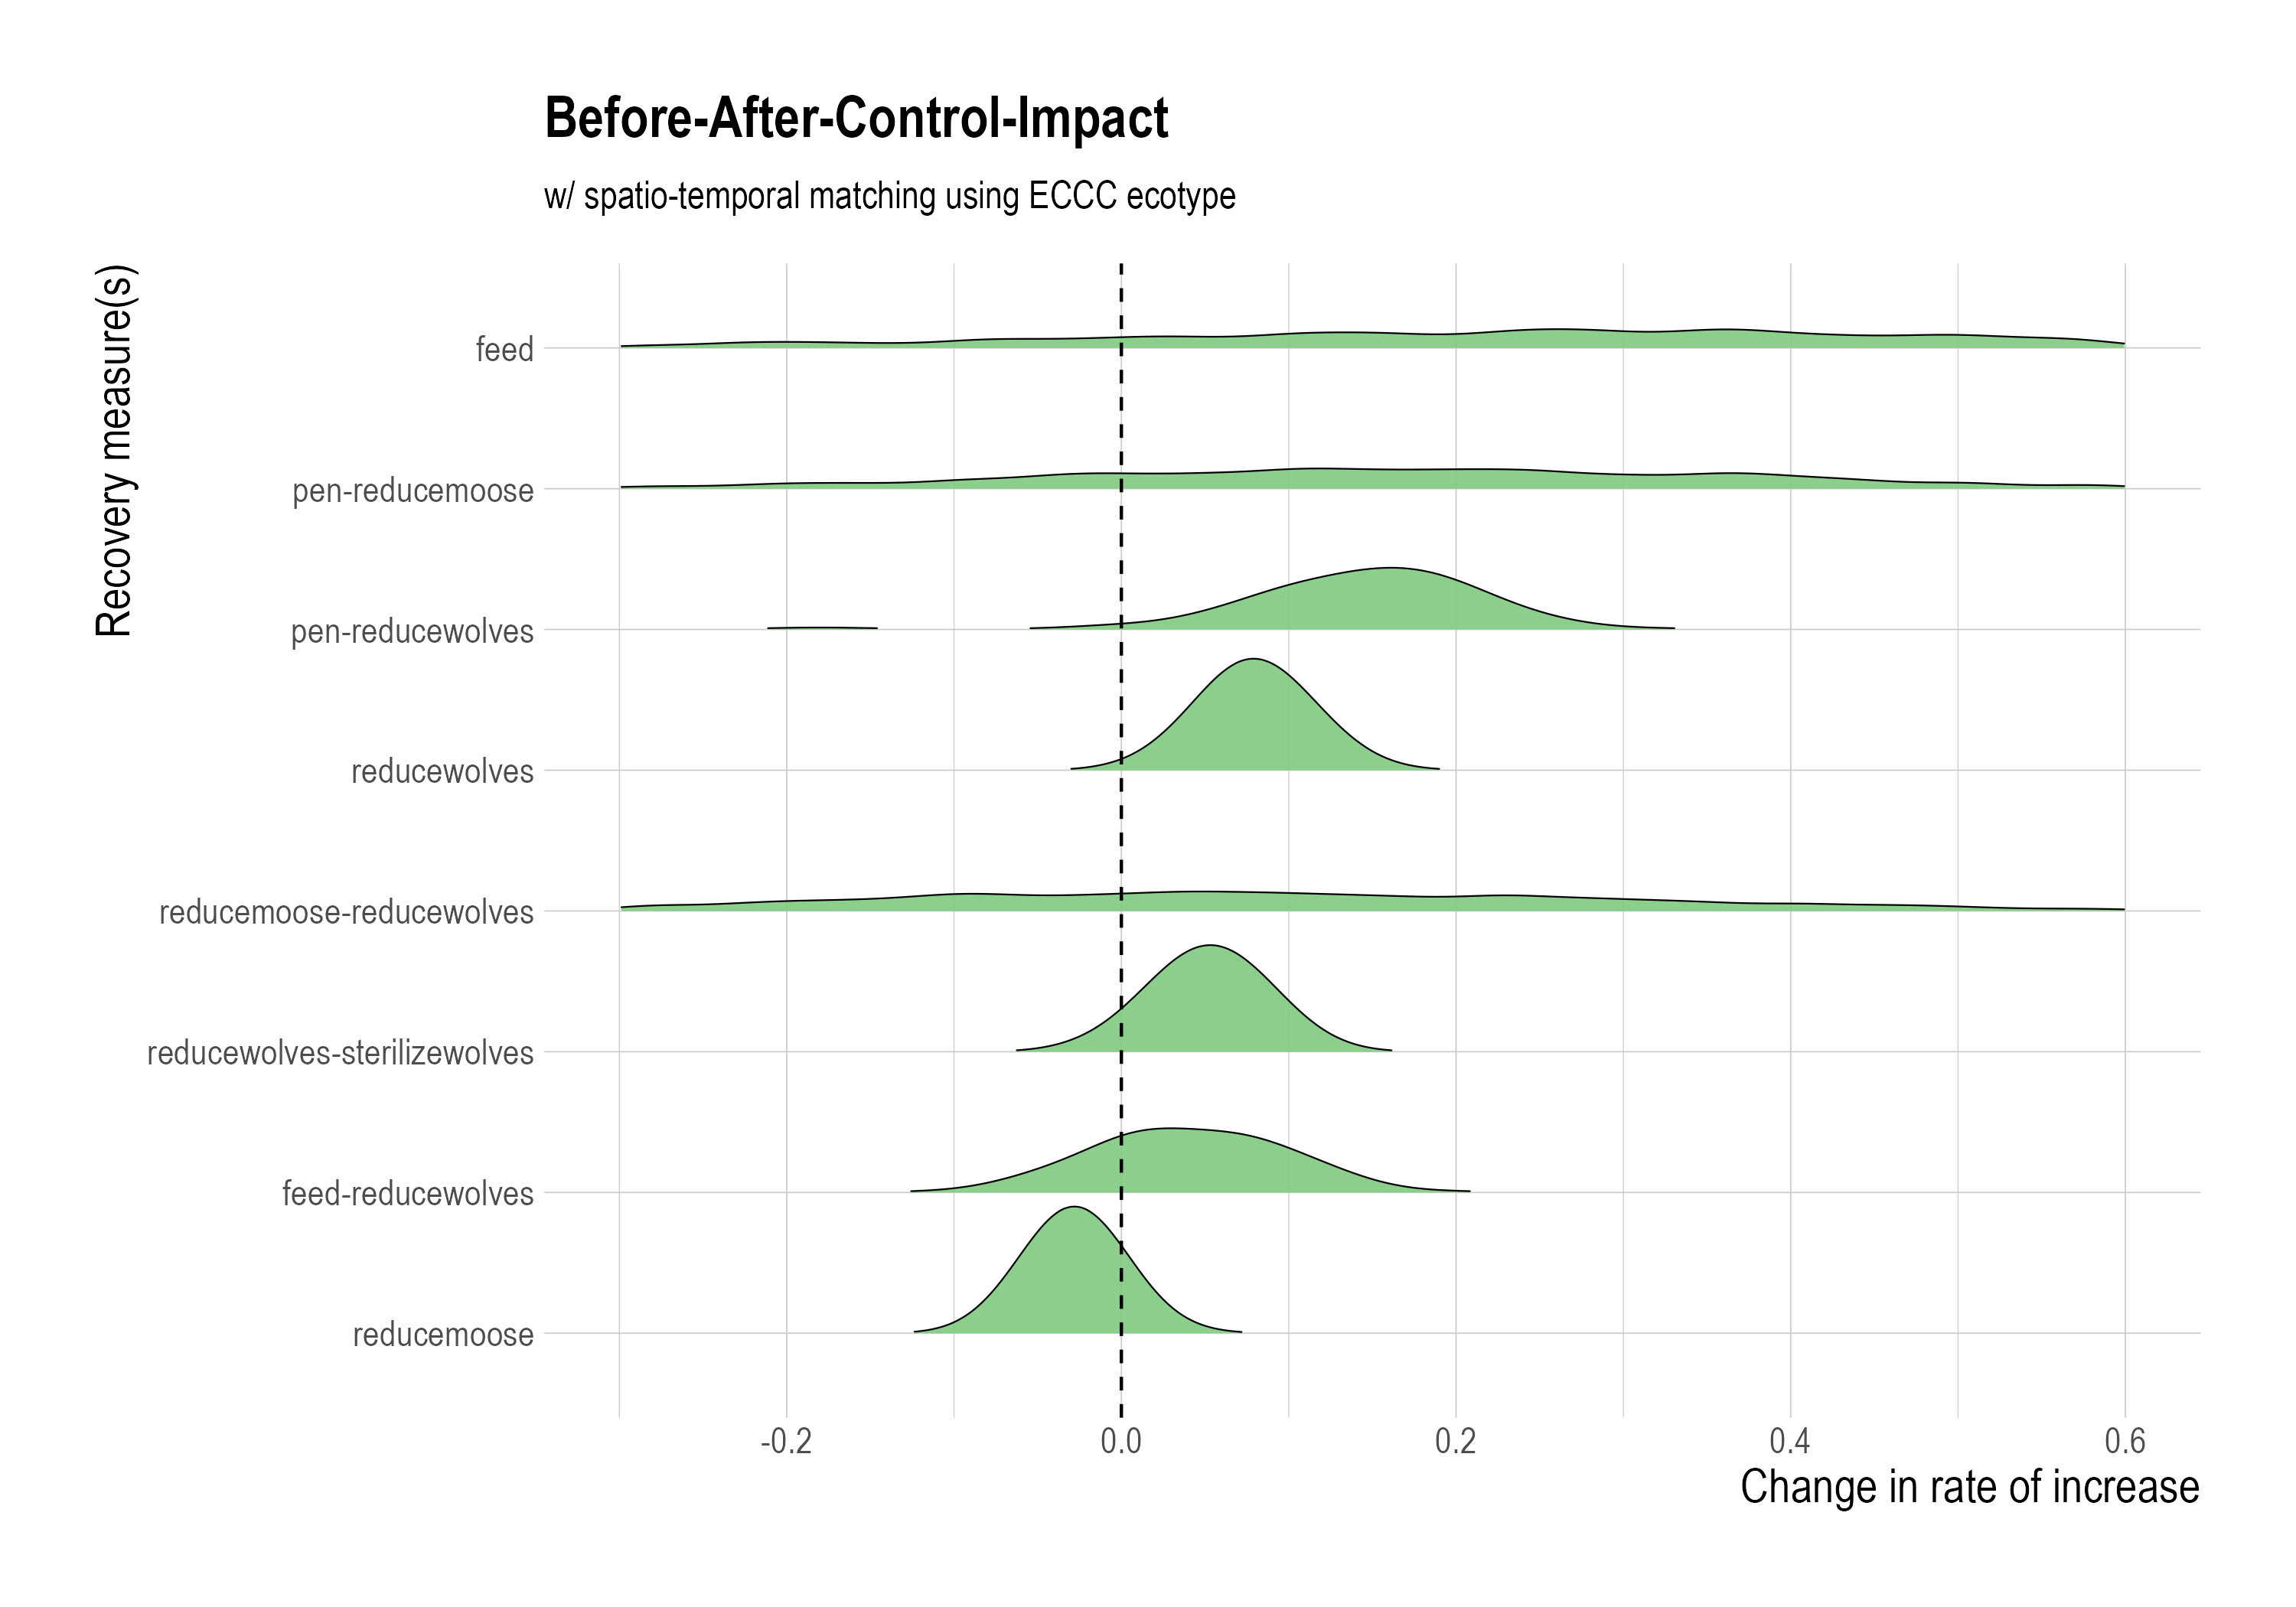 Before-After-Control-Impact
w/ spatio-temporal matching using ECCC ecotype
Recovery measure(s)
feed
pen-reducemoose
pen-reducewolves
reducewolves
reducemoose-reducewolves
reducewolves-sterilizewolves
feed-reducewolves
reducemoose
-0.2 0.0 0.2 0.4 0.6
Change in rate of increase